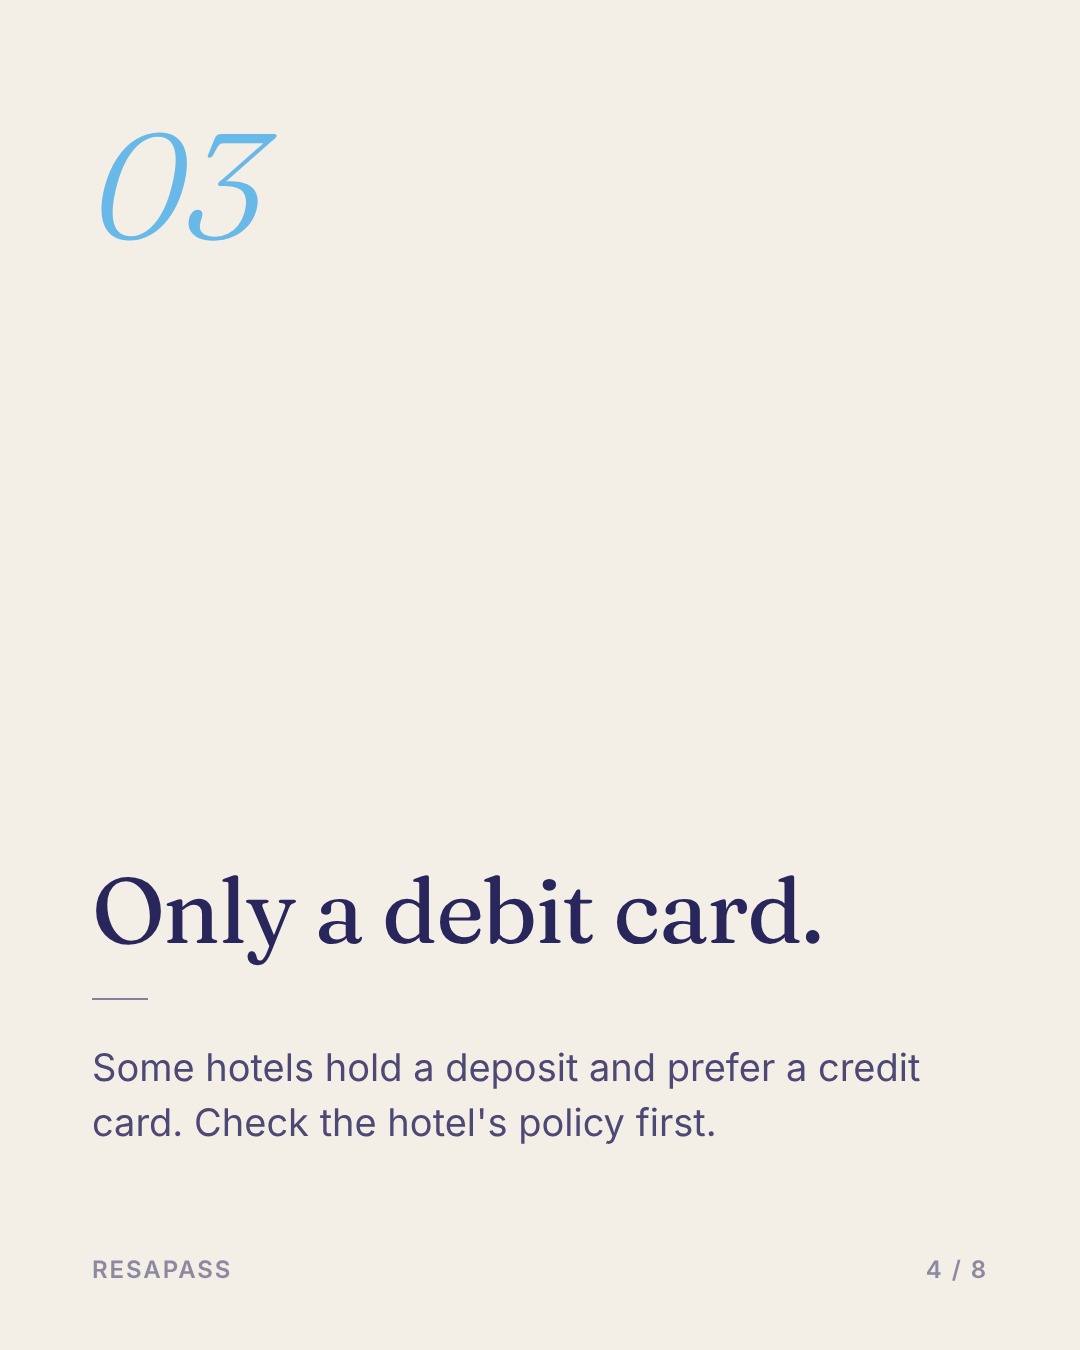 03
Only a debit card.
Some hotels hold a deposit and prefer a credit
card. Check the hotel's policy first.
RESAPASS
4 / 8